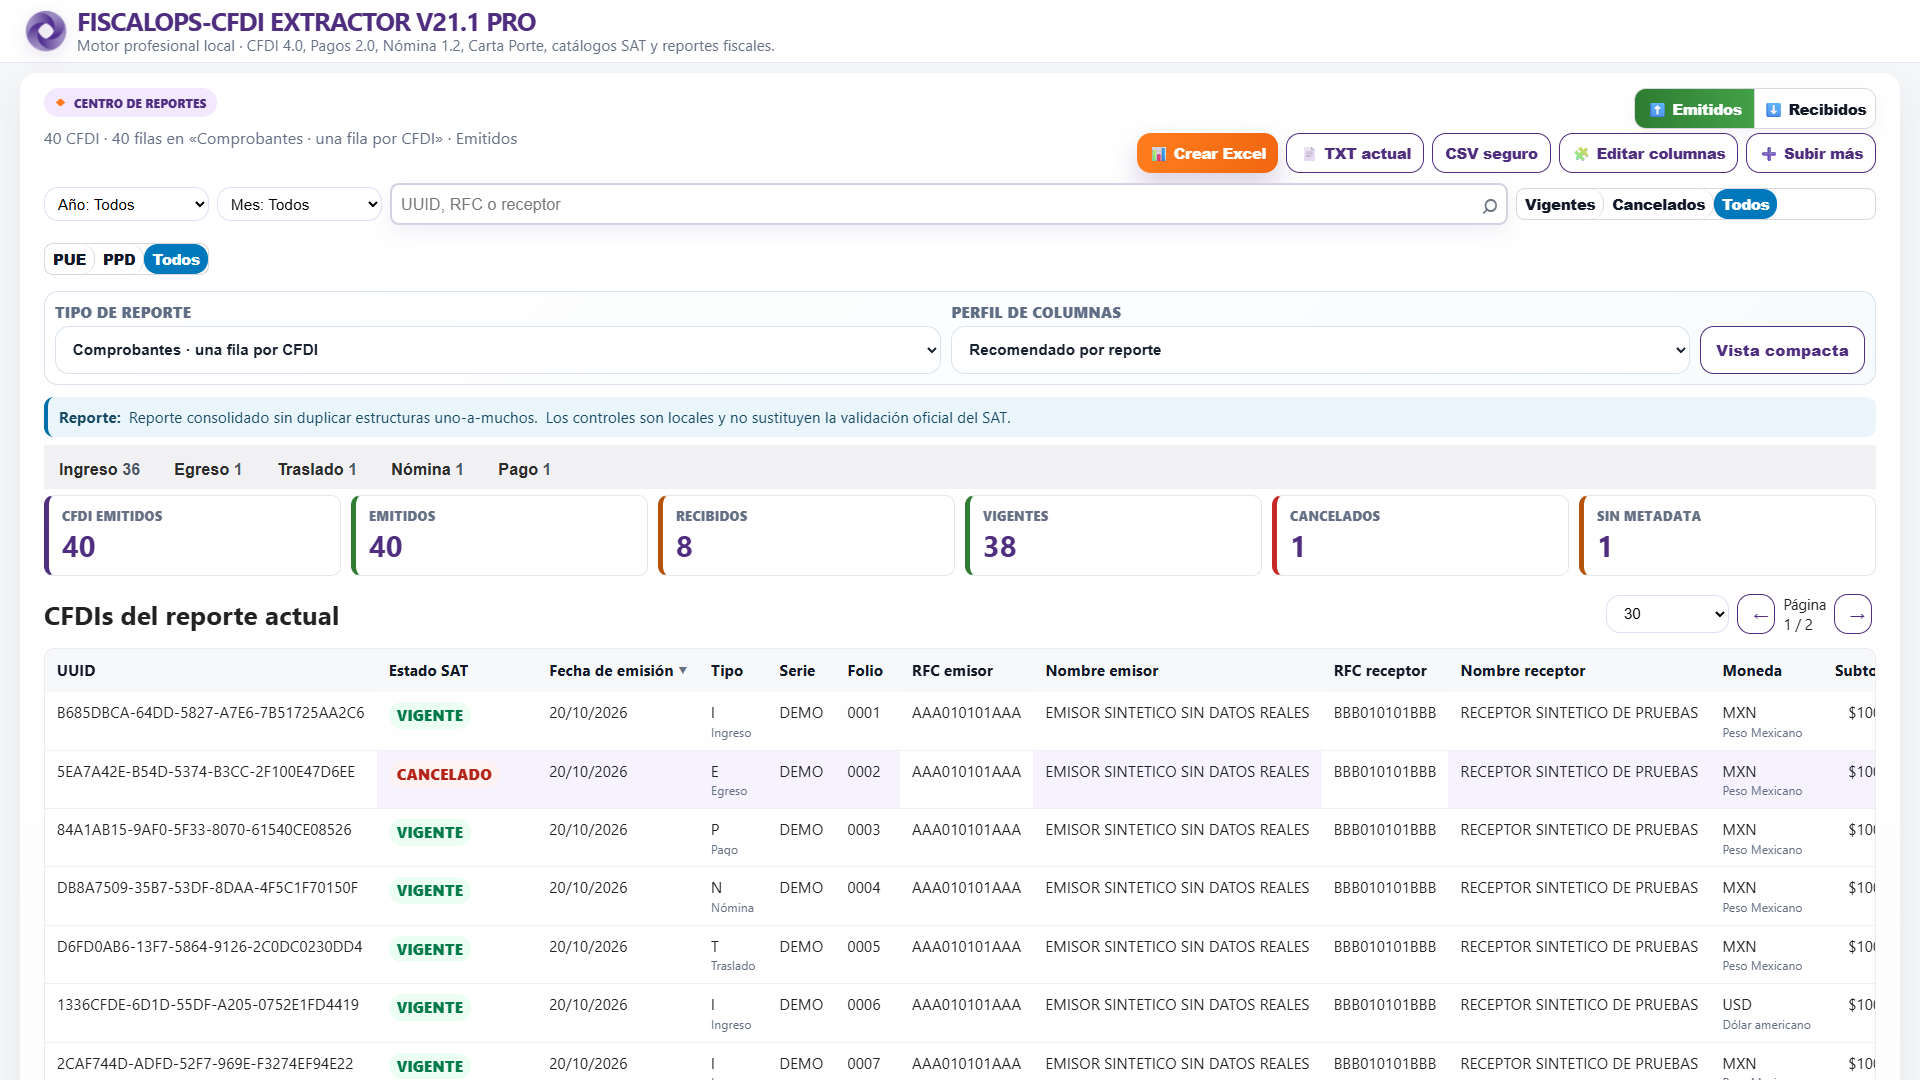 FISCALOPS-CFDI EXTRACTOR V21.1 PRO
Motor profesional local · CFDI 4.0, Pagos 2.0, Nómina 1.2, Carta Porte, catálogos SAT y reportes fiscales.
CENTRO DE REPORTES
Emitidos Recibidos
40 CFDI · 40 filas en «Comprobantes · una fila por CFDI» · Emitidos
Crear Excel TXT actual CSV seguro Editar columnas Subir más
Año: Todos Mes: Todos UUID, RFC o receptor Vigentes Cancelados Todos
PUE PPD Todos
TIPO DE REPORTE PERFIL DE COLUMNAS
Comprobantes · una fila por CFDI Recomendado por reporte Vista compacta
Reporte: Reporte consolidado sin duplicar estructuras uno-a-muchos. Los controles son locales y no sustituyen la validación oficial del SAT.
Ingreso 36 Egreso 1 Traslado 1 Nómina 1 Pago 1
CFDI EMITIDOS EMITIDOS RECIBIDOS VIGENTES CANCELADOS SIN METADATA
40 40 8 38 1 1
CFDIs del reporte actual 30 ← Página 1 / 2 →
UUID Estado SAT Fecha de emisión ▼ Tipo Serie Folio RFC emisor Nombre emisor RFC receptor Nombre receptor Moneda Subto
B685DBCA-64DD-5827-A7E6-7B51725AA2C6 VIGENTE 20/10/2026 I DEMO 0001 AAA010101AAA EMISOR SINTETICO SIN DATOS REALES BBB010101BBB RECEPTOR SINTETICO DE PRUEBAS MXN $100
Ingreso Peso Mexicano
5EA7A42E-B54D-5374-B3CC-2F100E47D6EE CANCELADO 20/10/2026 E DEMO 0002 AAA010101AAA EMISOR SINTETICO SIN DATOS REALES BBB010101BBB RECEPTOR SINTETICO DE PRUEBAS MXN $100
Egreso Peso Mexicano
84A1AB15-9AF0-5F33-8070-61540CE08526 VIGENTE 20/10/2026 P DEMO 0003 AAA010101AAA EMISOR SINTETICO SIN DATOS REALES BBB010101BBB RECEPTOR SINTETICO DE PRUEBAS MXN $100
Pago Peso Mexicano
DB8A7509-35B7-53DF-8DAA-4F5C1F70150F VIGENTE 20/10/2026 N DEMO 0004 AAA010101AAA EMISOR SINTETICO SIN DATOS REALES BBB010101BBB RECEPTOR SINTETICO DE PRUEBAS MXN $100
Nómina Peso Mexicano
D6FD0AB6-13F7-5864-9126-2C0DC0230DD4 VIGENTE 20/10/2026 T DEMO 0005 AAA010101AAA EMISOR SINTETICO SIN DATOS REALES BBB010101BBB RECEPTOR SINTETICO DE PRUEBAS MXN $100
Traslado Peso Mexicano
1336CFDE-6D1D-55DF-A205-0752E1FD4419 VIGENTE 20/10/2026 I DEMO 0006 AAA010101AAA EMISOR SINTETICO SIN DATOS REALES BBB010101BBB RECEPTOR SINTETICO DE PRUEBAS USD $100
Ingreso Dólar americano
2CAF744D-ADFD-52F7-969E-F3274EF94E22 VIGENTE 20/10/2026 I DEMO 0007 AAA010101AAA EMISOR SINTETICO SIN DATOS REALES BBB010101BBB RECEPTOR SINTETICO DE PRUEBAS MXN $100